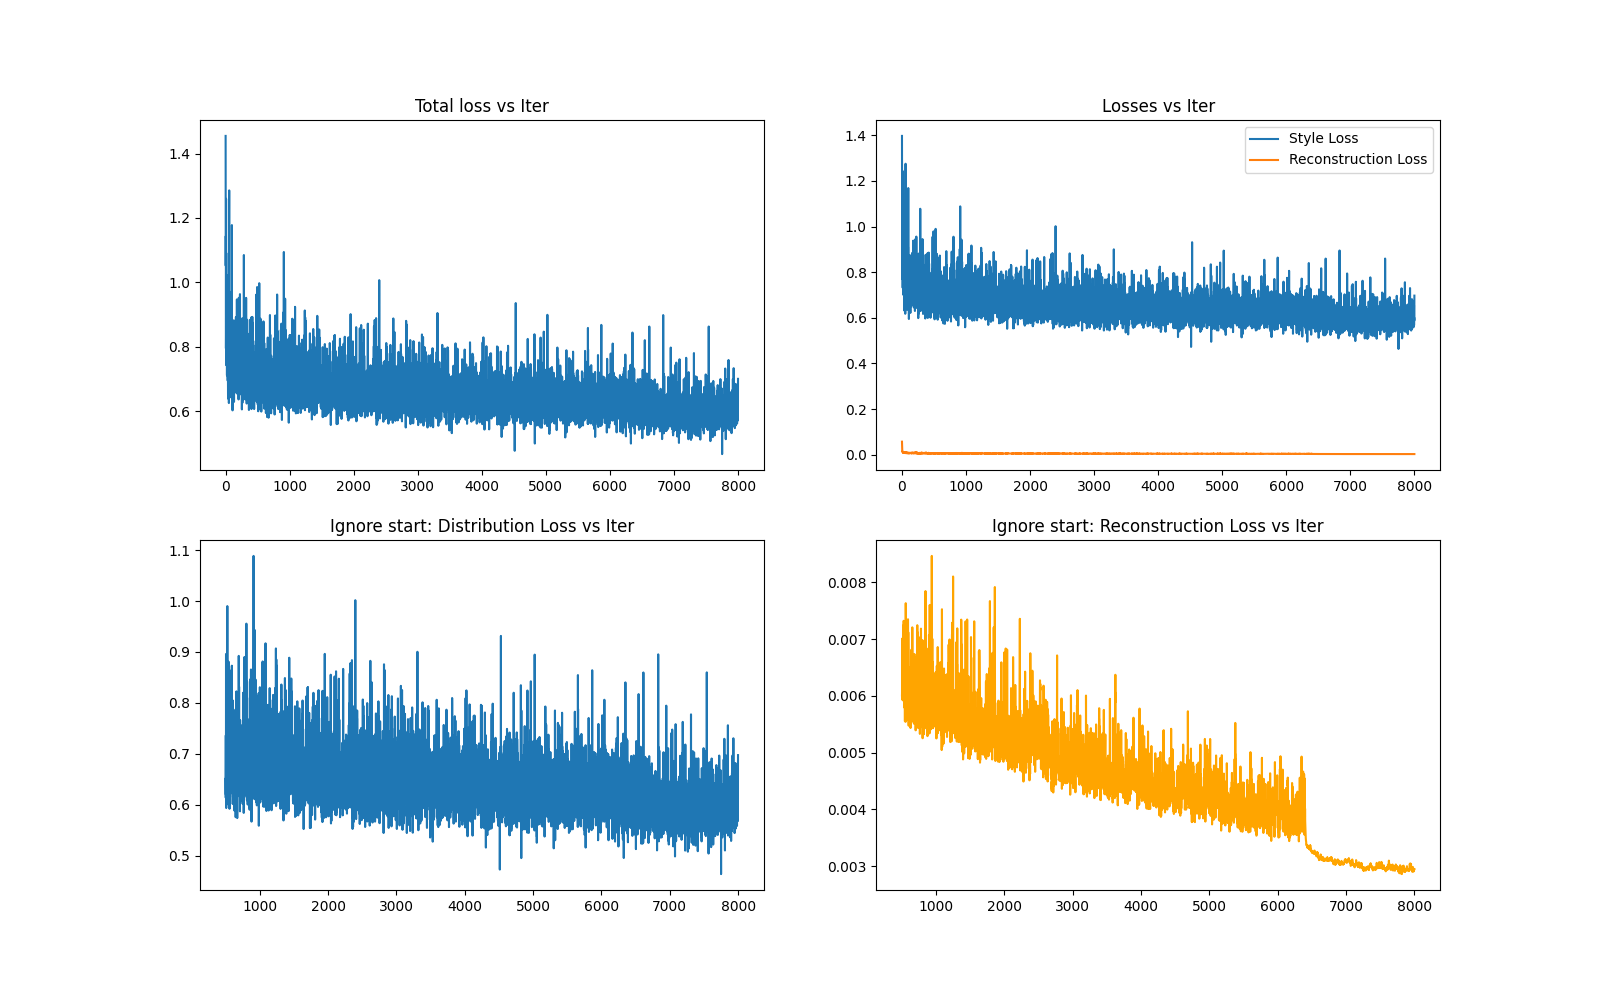 Total loss vs Iter
1.4
1.2
1.0
0.8
0.6
0 1000 2000 3000 4000 5000 6000 7000 8000
Losses vs Iter
Style Loss
Reconstruction Loss
1.4
1.2
1.0
0.8
0.6
0.4
0.2
0.0
0 1000 2000 3000 4000 5000 6000 7000 8000
Ignore start: Distribution Loss vs Iter
1.1
1.0
0.9
0.8
0.7
0.6
0.5
1000 2000 3000 4000 5000 6000 7000 8000
Ignore start: Reconstruction Loss vs Iter
0.008
0.007
0.006
0.005
0.004
0.003
1000 2000 3000 4000 5000 6000 7000 8000